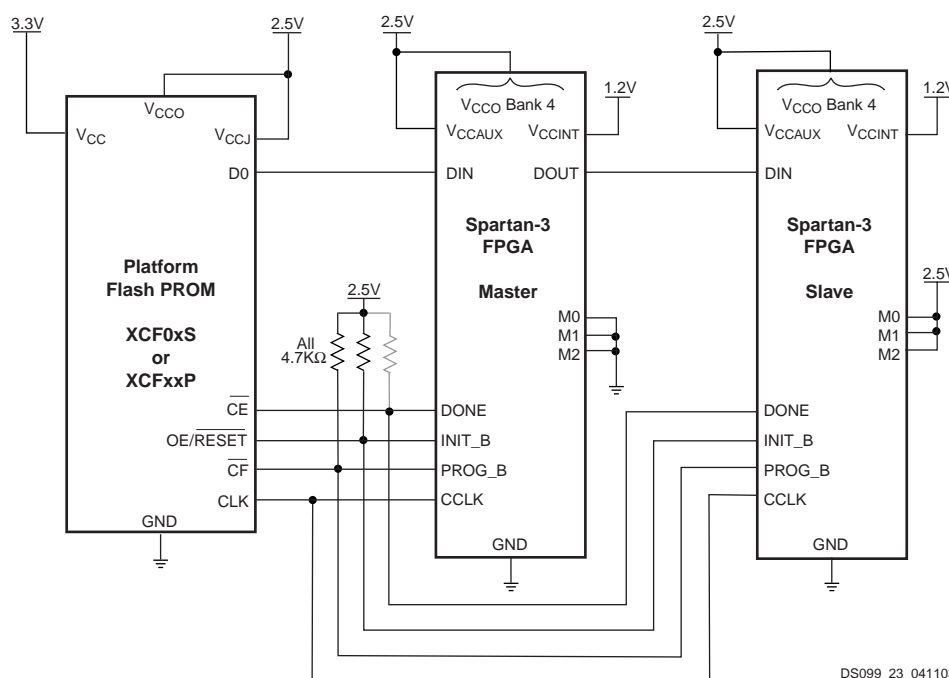 3.3V
2.5V
VCCO
VCC
VCCJ
D0
Platform
Flash PROM
XCF0xS
or
XCFxxP
CE
OE/RESET
CF
CLK
GND
All
4.7KΩ
2.5V
2.5V
VCCO Bank 4
1.2V
VCCAUX
VCCINT
DIN
DOUT
Spartan-3
FPGA
Master
M0
M1
M2
DONE
INIT_B
PROG_B
CCLK
GND
2.5V
VCCO Bank 4
1.2V
VCCAUX
VCCINT
DIN
Spartan-3
FPGA
Slave
2.5V
M0
M1
M2
DONE
INIT_B
PROG_B
CCLK
GND